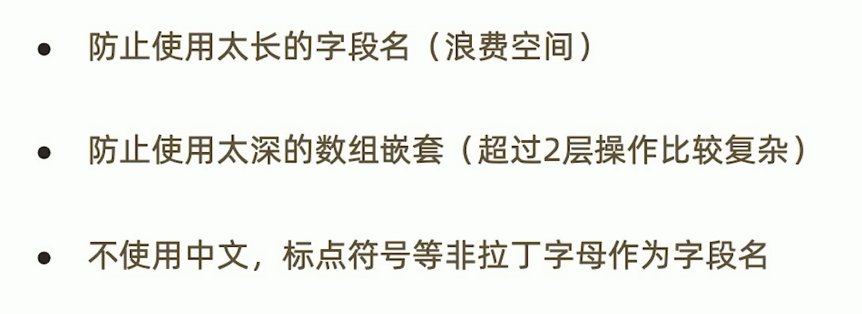 • 防止使用太长的字段名（浪费空间）
• 防止使用太深的数组嵌套（超过2层操作比较复杂）
• 不使用中文，标点符号等非拉丁字母作为字段名